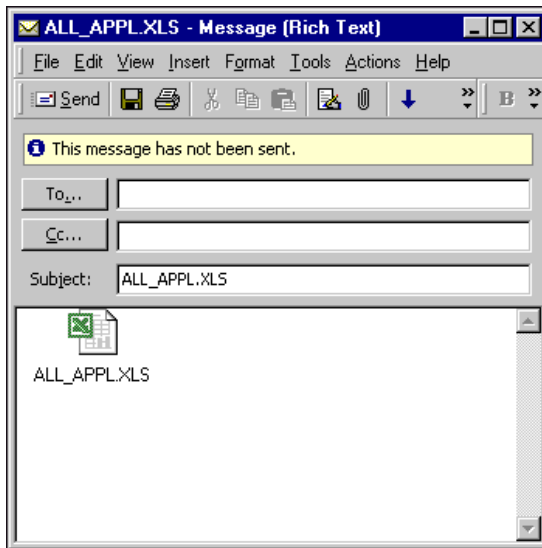 ALL_APPL.XLS - Message (Rich Text)
File Edit View Insert Format Tools Actions Help
Send B
This message has not been sent.
To...
Cc...
Subject: ALL_APPL.XLS
ALL_APPL.XLS